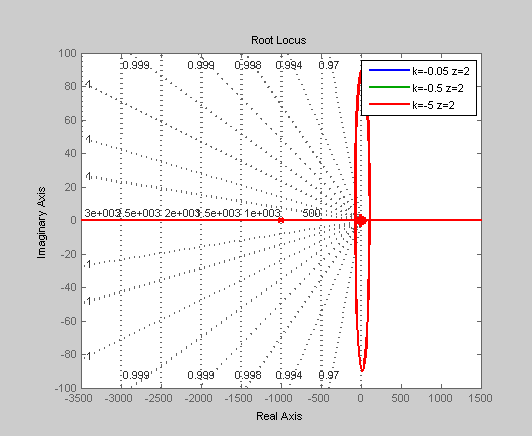 Root Locus
100
80
60
40
20
0
-20
-40
-60
-80
-100
Imaginary Axis
0.999 0.999 0.998 0.994 0.97
k=-0.05 z=2
k=-0.5 z=2
k=-5 z=2
1
1
1
3e+003 2.5e+003 2e+003 1.5e+003 1e+003 500
1
1
1
0.999 0.999 0.998 0.994 0.97
-3500 -3000 -2500 -2000 -1500 -1000 -500 0 500 1000 1500
Real Axis